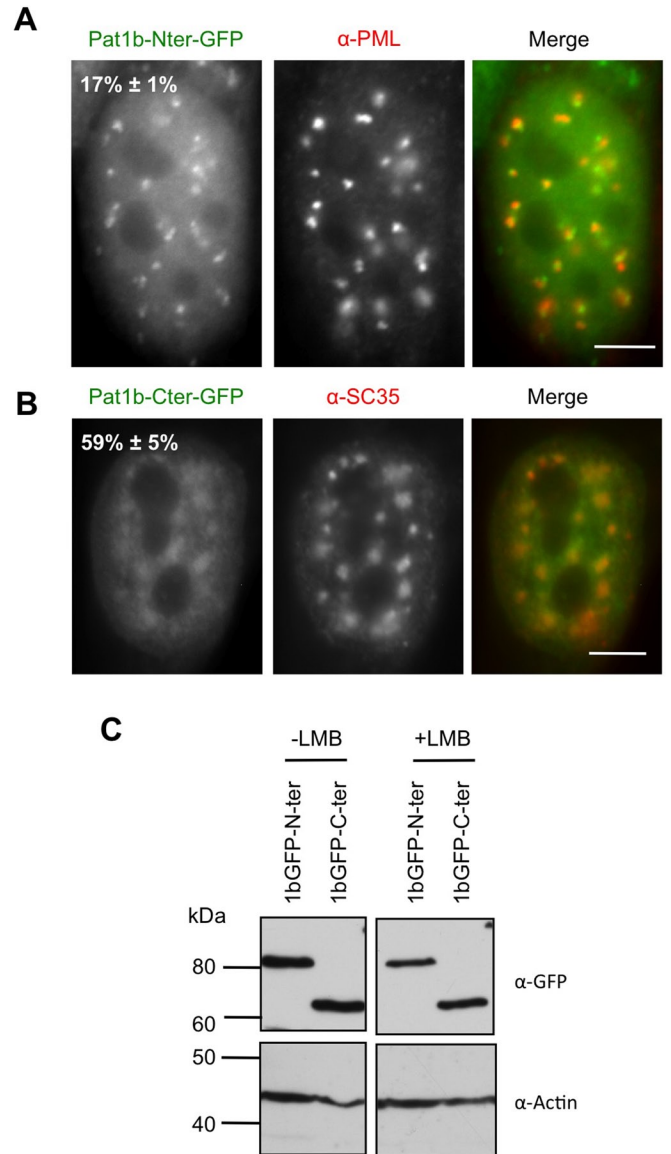 A
Pat1b-Nter-GFP α-PML Merge
17% ± 1%
B
Pat1b-Cter-GFP α-SC35 Merge
59% ± 5%
C
-LMB +LMB
1bGFP-N-ter 1bGFP-C-ter 1bGFP-N-ter 1bGFP-C-ter
kDa
80
α-GFP
60
50
α-Actin
40